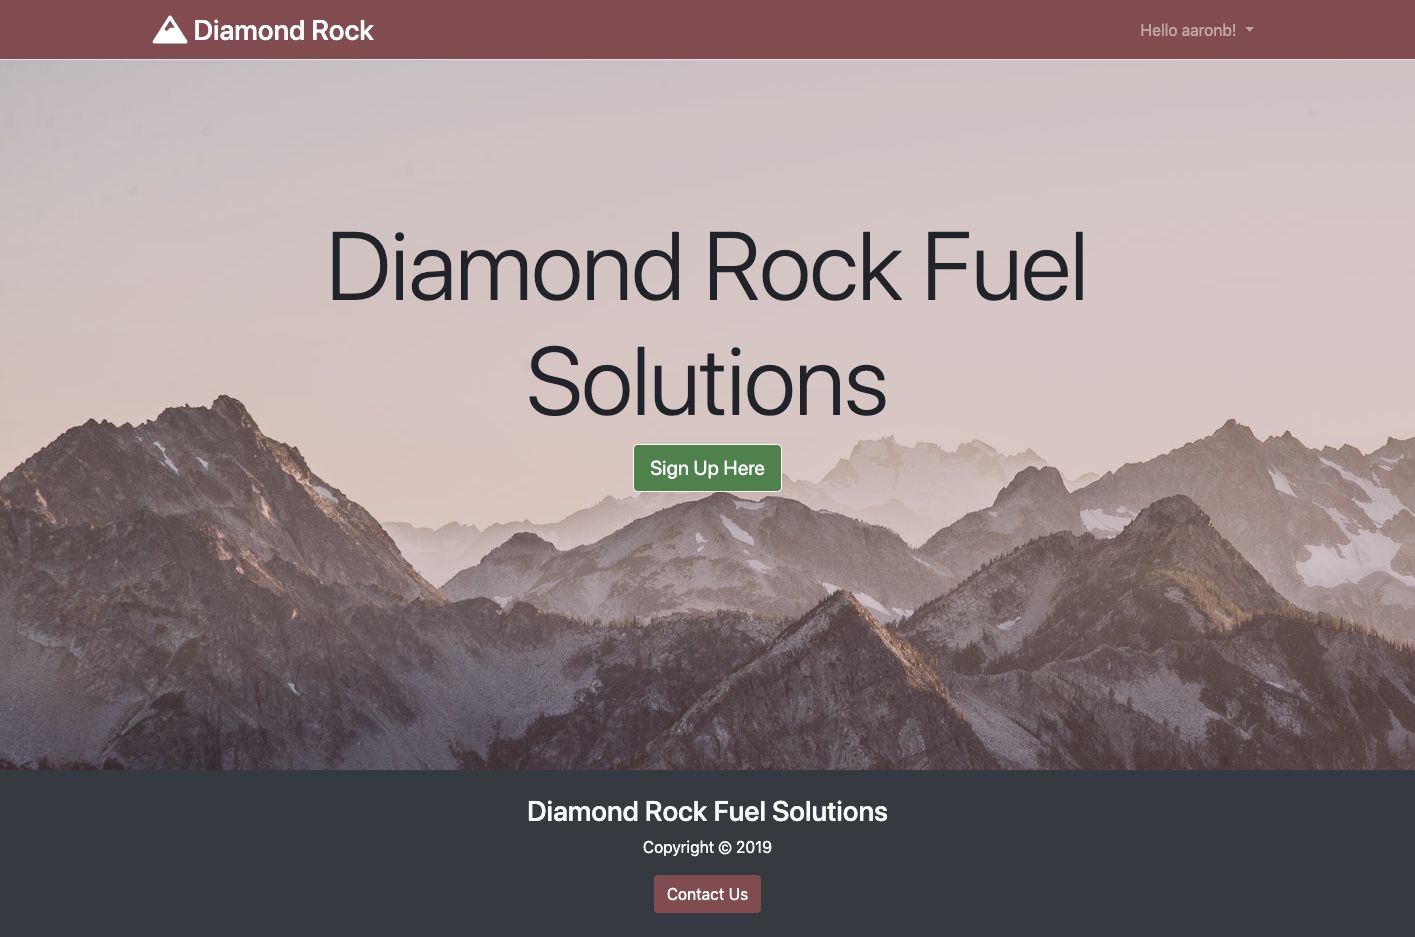 Diamond Rock
Hello aaronb!
Diamond Rock Fuel
Solutions
Sign Up Here
Diamond Rock Fuel Solutions
Copyright © 2019
Contact Us